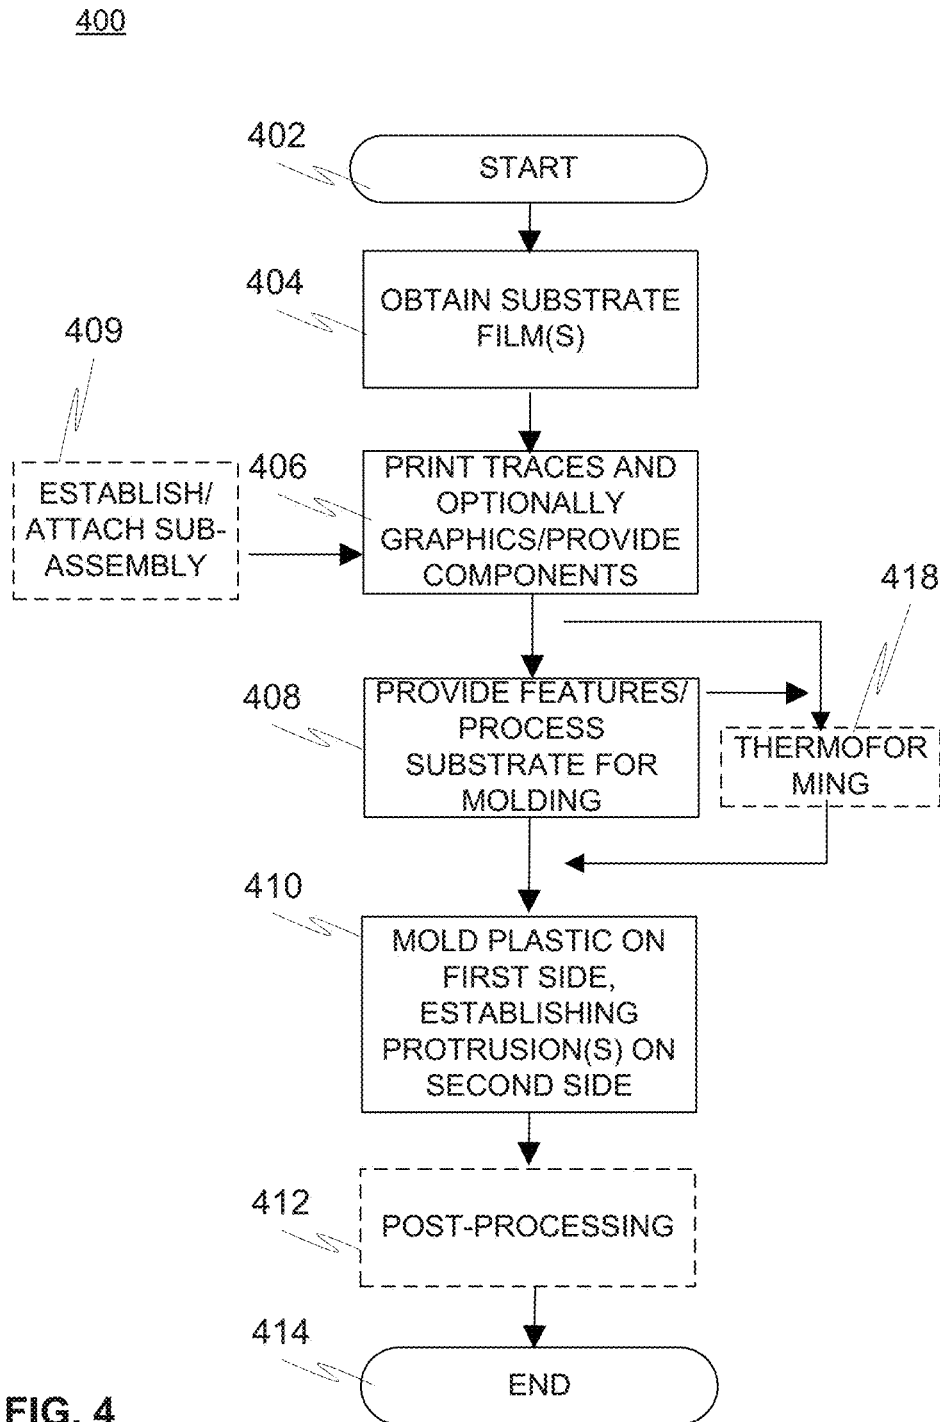 400
402
START
404
OBTAIN SUBSTRATE
FILM(S)
409
ESTABLISH/
ATTACH SUB-
ASSEMBLY
406
PRINT TRACES AND
OPTIONALLY
GRAPHICS/PROVIDE
COMPONENTS
418
408
PROVIDE FEATURES/
PROCESS
SUBSTRATE FOR
MOLDING
THERMOFOR
MING
410
MOLD PLASTIC ON
FIRST SIDE,
ESTABLISHING
PROTRUSION(S) ON
SECOND SIDE
412
POST-PROCESSING
414
END
FIG. 4